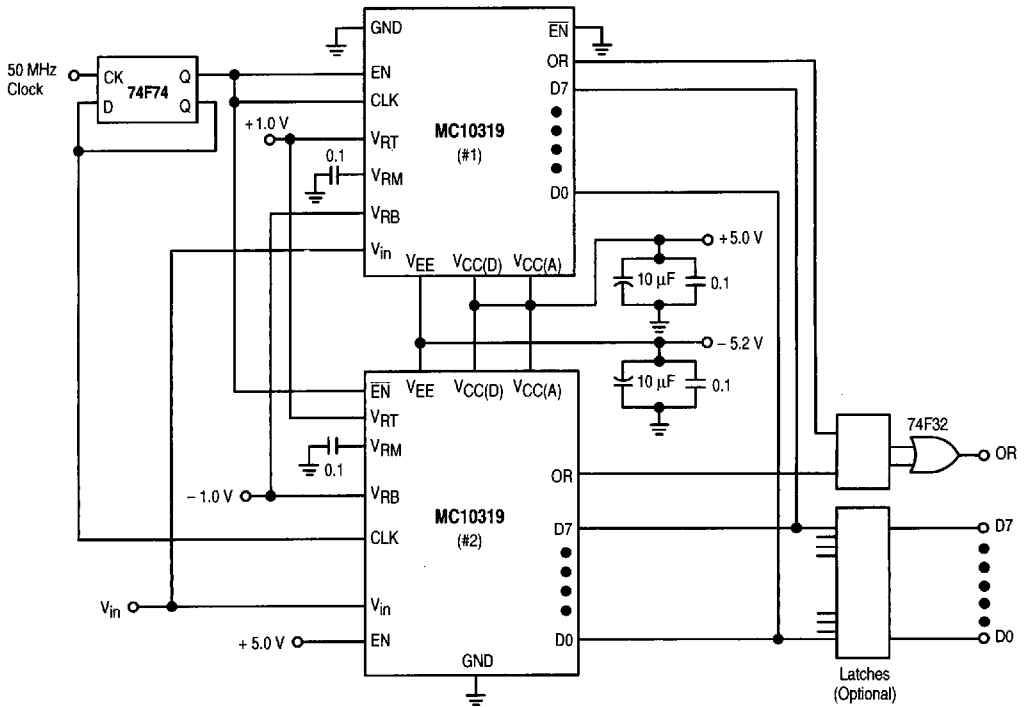 50 MHz
Clock
CK
Q
D
Q
74F74
GND
EN
CLK
VRT
VRM
VRB
Vin
EN
OR
D7
D0
MC10319
(#1)
VEE
VCC(D)
VCC(A)
+1.0 V
0.1
+5.0 V
10 µF
0.1
– 5.2 V
10 µF
0.1
VEE
VCC(D)
VCC(A)
EN
VRT
VRM
VRB
CLK
Vin
EN
GND
MC10319
(#2)
OR
D7
D0
0.1
– 1.0 V
Vin
+ 5.0 V
74F32
OR
D7
D0
Latches
(Optional)